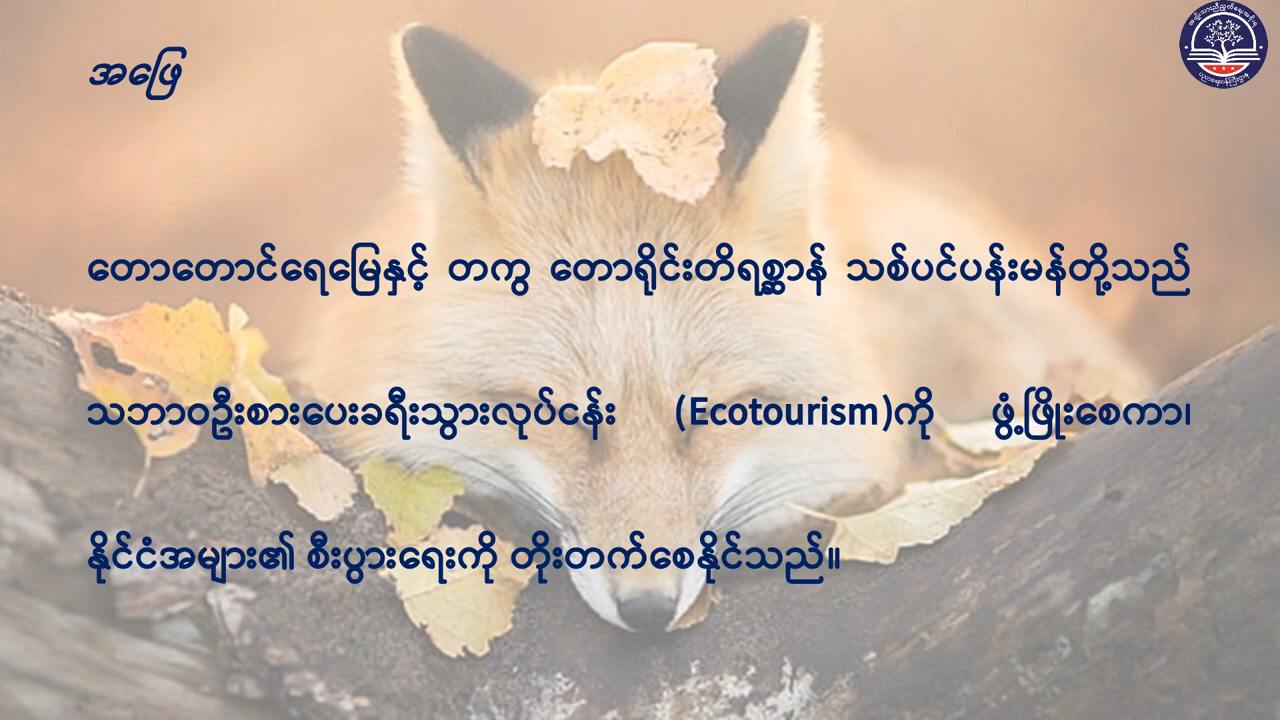 အဖြေ
တောတောင်ရေမြေနှင့် တကွ တောရိုင်းတိရစ္ဆာန် သစ်ပင်ပန်းမန်တို့သည်
သဘာဝဦးစားပေးခရီးသွားလုပ်ငန်း (Ecotourism)ကို ဖွံ့ဖြိုးစေကာ၊
နိုင်ငံအများ၏ စီးပွားရေးကို တိုးတက်စေနိုင်သည်။